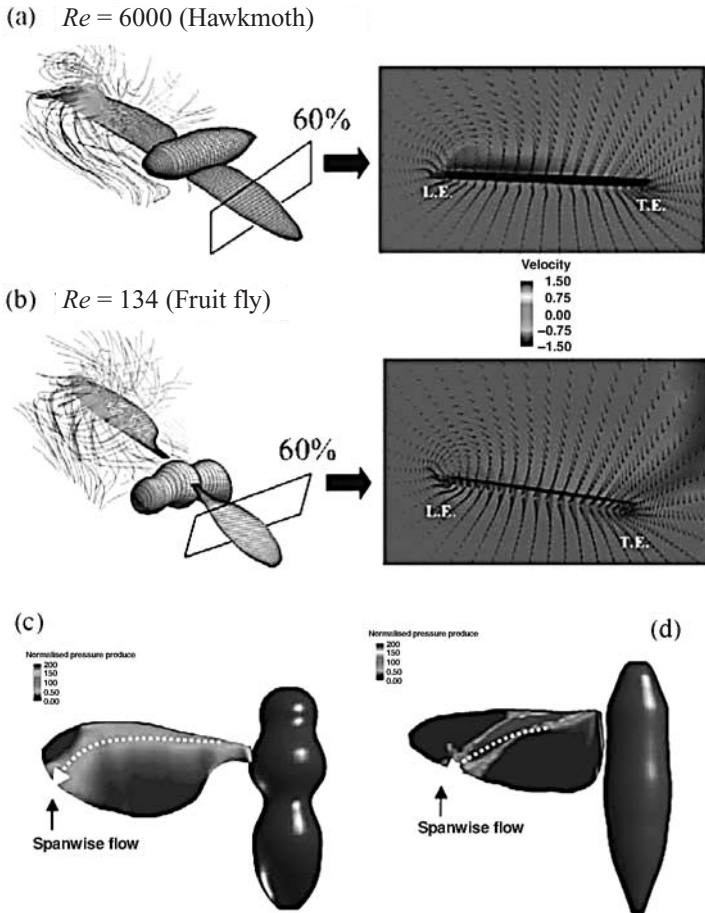 (a) Re = 6000 (Hawkmoth)
60%
L.E.
T.E.
Velocity
1.50
0.75
0.00
−0.75
−1.50
(b) Re = 134 (Fruit fly)
60%
L.E.
T.E.
(c)
Normalised pressure produce
200
150
100
0.50
0.00
Spanwise flow
(d)
Normalised pressure produce
200
150
100
0.50
0.00
Spanwise flow